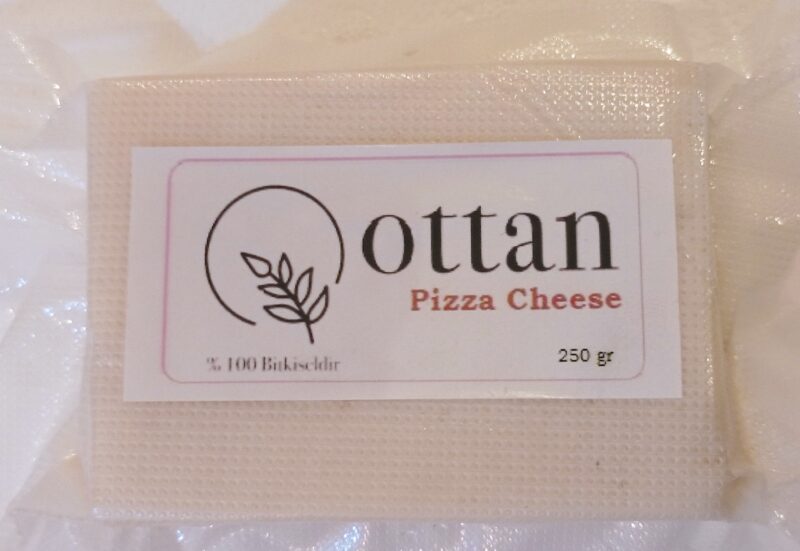 ottan
Pizza Cheese
250 gr
% 100 Bitkiseldir